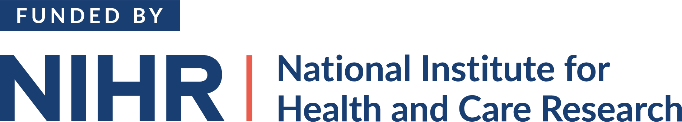 FUNDED BY
NIHR
National Institute for
Health and Care Research